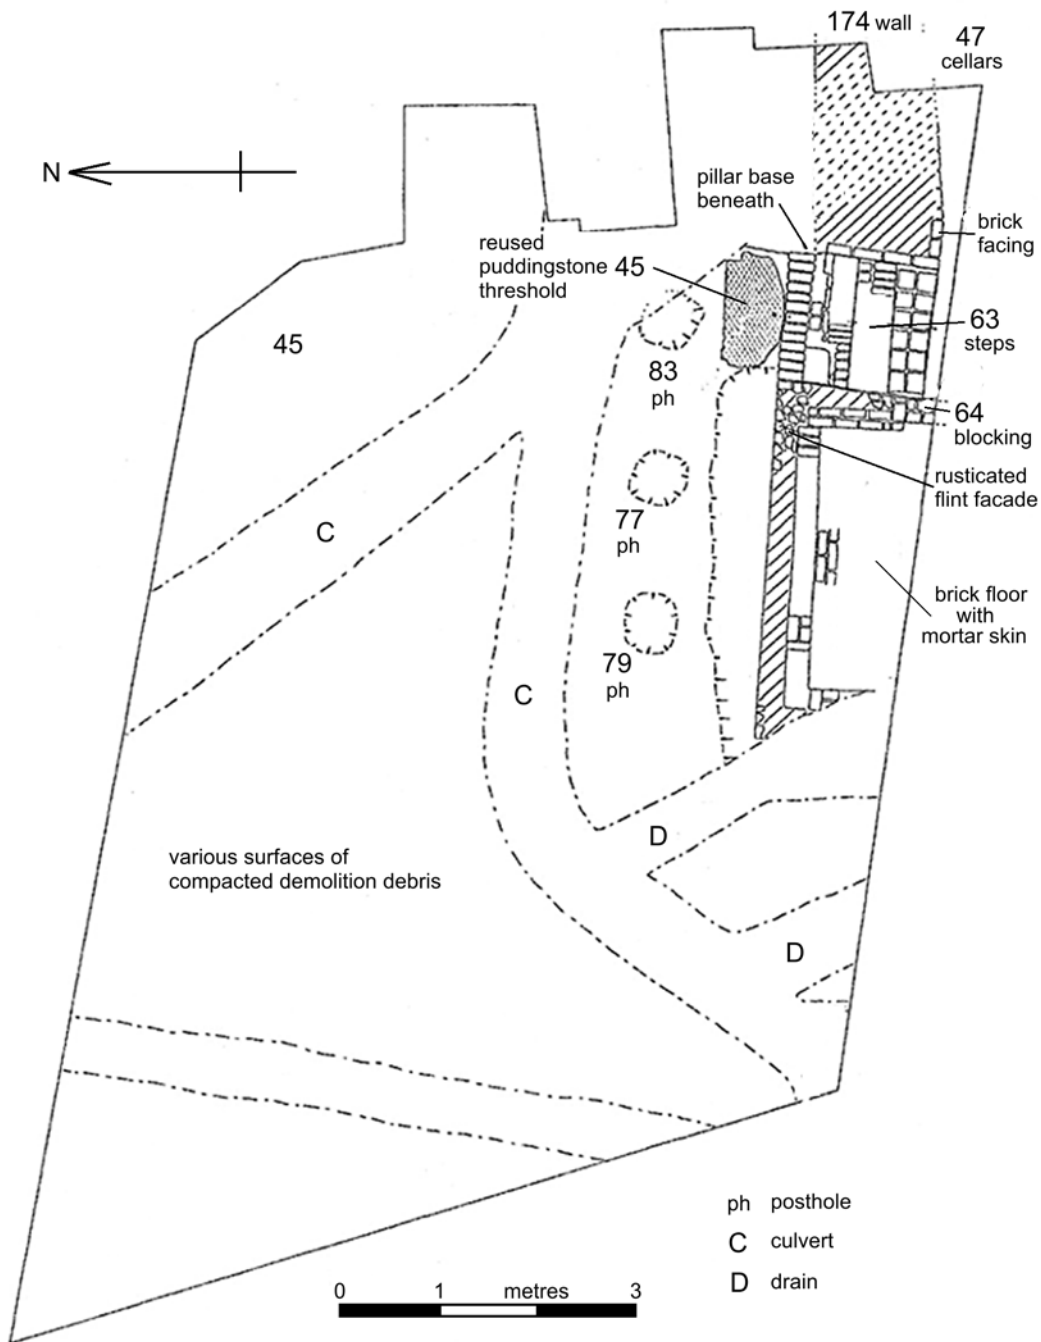 174 wall
47
cellars
N
pillar base
beneath
brick
facing
reused
puddingstone
threshold
45
45
63
steps
83
ph
64
blocking
rusticated
flint facade
77
ph
C
brick floor
with
mortar skin
79
ph
C
D
various surfaces of
compacted demolition debris
D
ph posthole
C culvert
D drain
0 1 metres 3